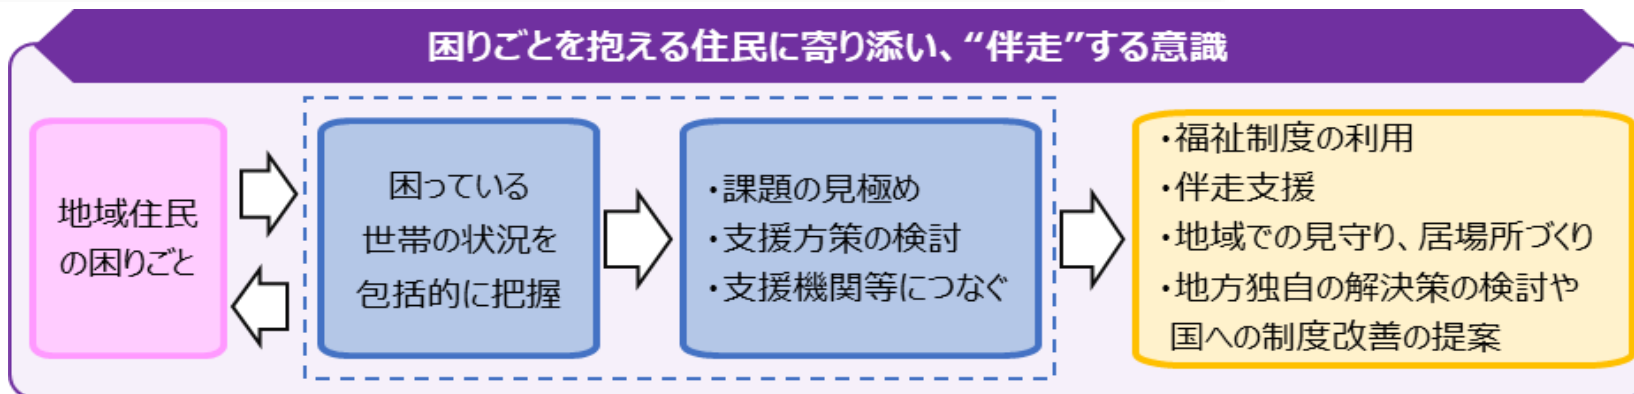 困りごとを抱える住民に寄り添い、“伴走”する意識
地域住民
の困りごと
困っている
世帯の状況を
包括的に把握
・課題の見極め
・支援方策の検討
・支援機関等につなぐ
・福祉制度の利用
・伴走支援
・地域での見守り、居場所づくり
・地方独自の解決策の検討や
国への制度改善の提案